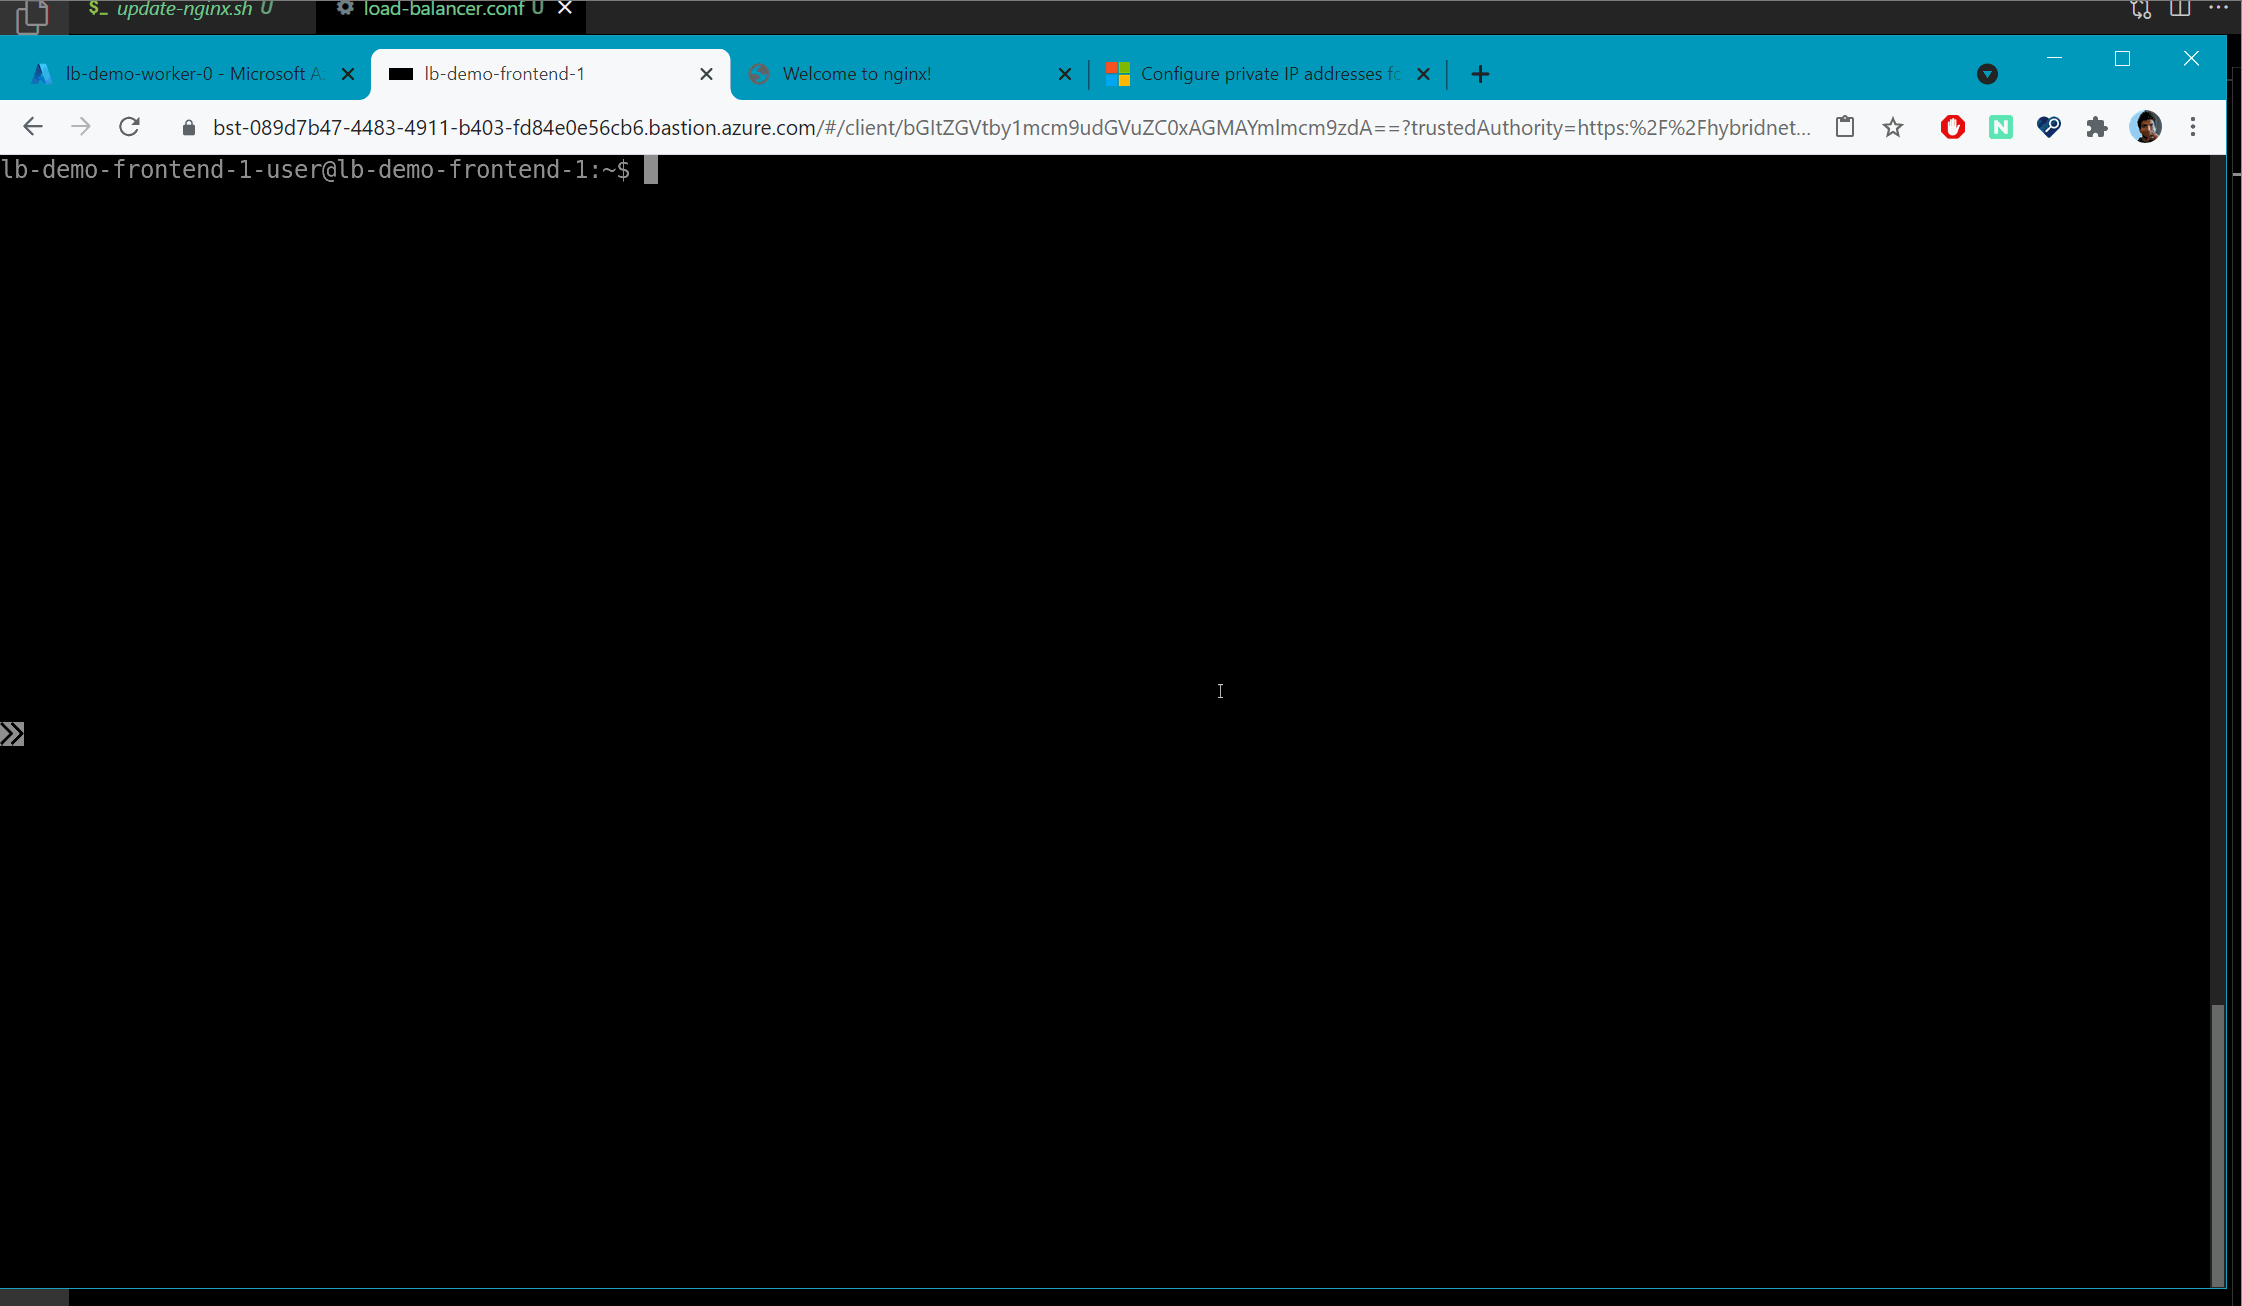 $_ update-nginx.sh U load-balancer.conf U
lb-demo-worker-0 - Microsoft A
lb-demo-frontend-1
Welcome to nginx!
Configure private IP addresses fo
bst-089d7b47-4483-4911-b403-fd84e0e56cb6.bastion.azure.com/#/client/bGItZGVtby1mcm9udGVuZC0xAGMAYmlmcm9zdA==?trustedAuthority=https:%2F%2Fhybridnet...
N
lb-demo-frontend-1-user@lb-demo-frontend-1:~$